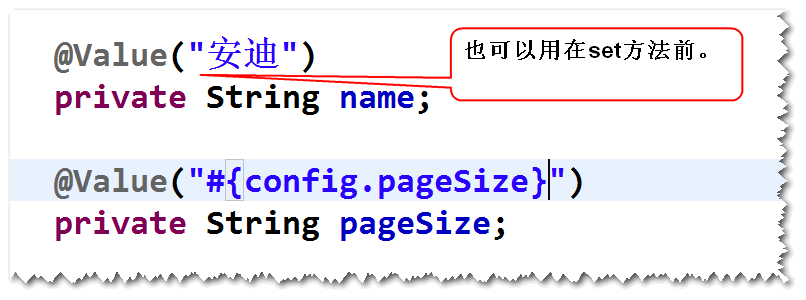 @Value("安迪")
也可以用在set方法前。
private String name;
@Value("#{config.pageSize}")
private String pageSize;